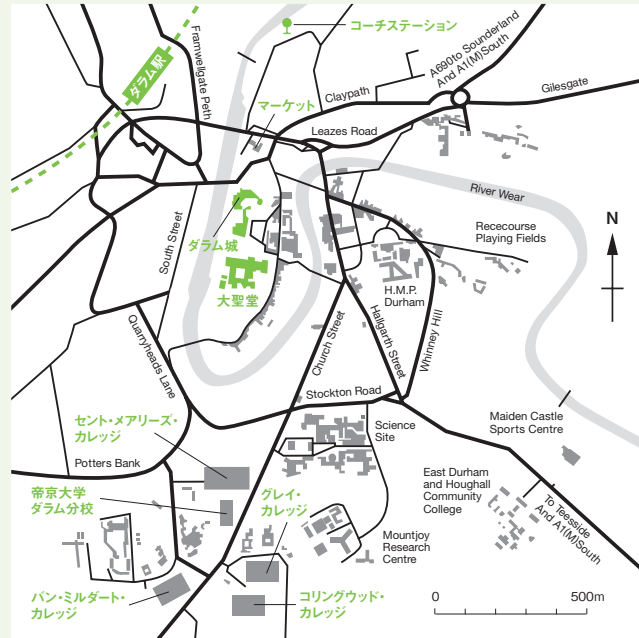 コーチステーション
ダラム駅
Framwellgate Peth
マーケット
Claypath
A690to Sounderland
And A1(M)South
Gilesgate
Leazes Road
River Wear
ダラム城
大聖堂
South Street
Rececourse
Playing Fields
N
H.M.P.
Durham
Church Street
Hallgarth Street
Whinney Hill
Quarryheads Lane
Stockton Road
セント・メアリーズ・
カレッジ
Potters Bank
Science
Site
Maiden Castle
Sports Centre
帝京大学
ダラム分校
グレイ・
カレッジ
East Durham
and Houghall
Community
College
To Teesside
And A1(M)South
Mountjoy
Research
Centre
バン・ミルダート・
カレッジ
コリングウッド・
カレッジ
0
500m